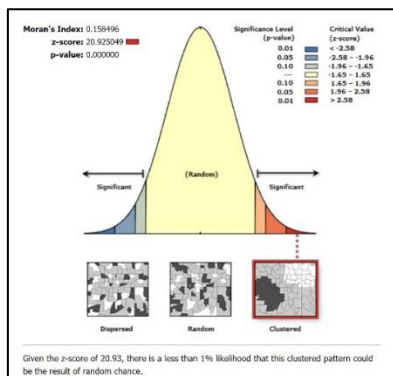 Moran's Index: 0.158496
z-score: 20.925049
p-value: 0.000000
Significance Level
(p-value)
Critical Value
(z-score)
0.01 < -2.58
0.05 -2.58 – -1.96
0.10 -1.96 – -1.65
--- -1.65 – 1.65
0.10 1.65 – 1.96
0.05 1.96 – 2.58
0.01 > 2.58
Significant
(Random)
Significant
Dispersed
Random
Clustered
Given the z-score of 20.93, there is a less than 1% likelihood that this clustered pattern could
be the result of random chance.